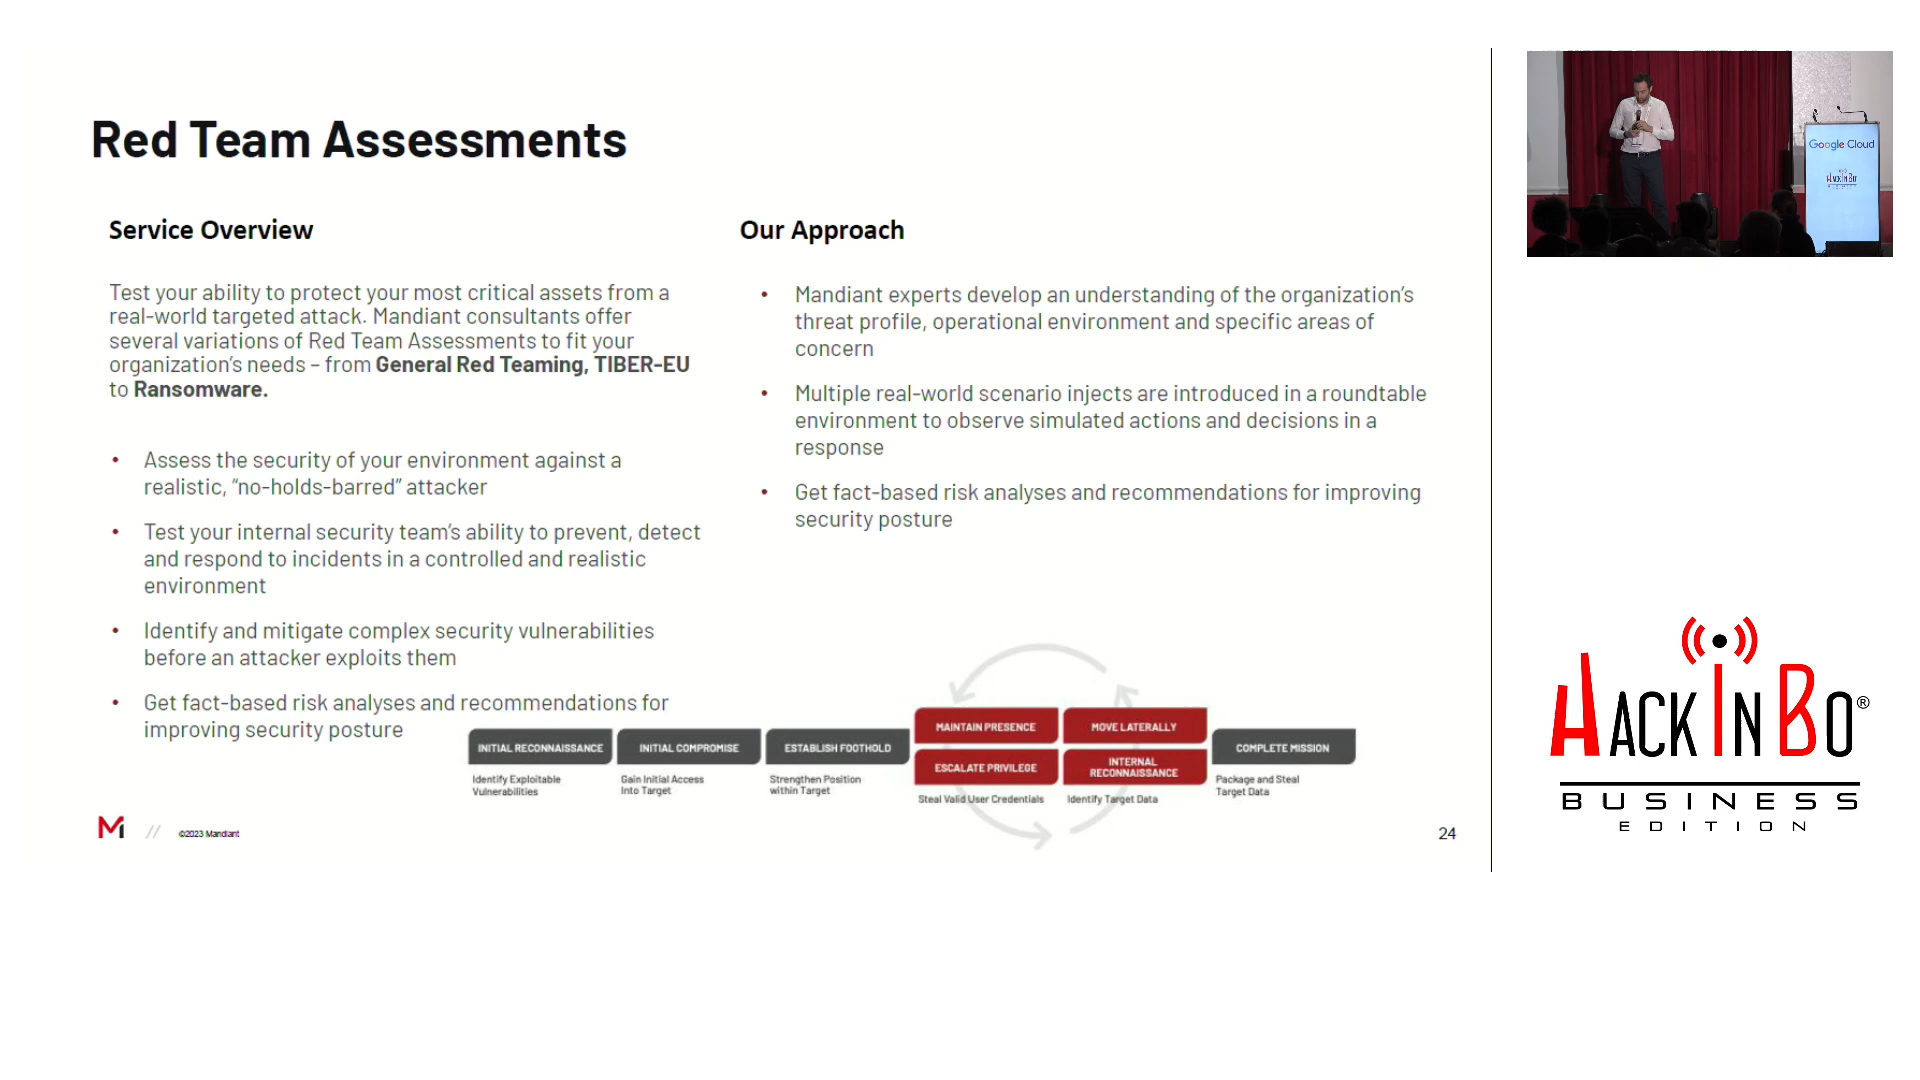 Red Team Assessments
Service Overview
Test your ability to protect your most critical assets from a
real-world targeted attack. Mandiant consultants offer
several variations of Red Team Assessments to fit your
organization's needs – from General Red Teaming, TIBER-EU
to Ransomware.
• Assess the security of your environment against a
realistic, "no-holds-barred" attacker
• Test your internal security team's ability to prevent, detect
and respond to incidents in a controlled and realistic
environment
• Identify and mitigate complex security vulnerabilities
before an attacker exploits them
• Get fact-based risk analyses and recommendations for
improving security posture
Our Approach
• Mandiant experts develop an understanding of the organization's
threat profile, operational environment and specific areas of
concern
• Multiple real-world scenario injects are introduced in a roundtable
environment to observe simulated actions and decisions in a
response
• Get fact-based risk analyses and recommendations for improving
security posture
INITIAL RECONNAISSANCE
Identify Exploitable
Vulnerabilities
INITIAL COMPROMISE
Gain Initial Access
Into Target
ESTABLISH FOOTHOLD
Strengthen Position
within Target
MAINTAIN PRESENCE
ESCALATE PRIVILEGE
Steal Valid User Credentials
MOVE LATERALLY
INTERNAL
RECONNAISSANCE
Identify Target Data
COMPLETE MISSION
Package and Steal
Target Data
M // ©2023 Mandiant
24
Google Cloud
HACKINBO
HACKINBO®
BUSINESS
EDITION